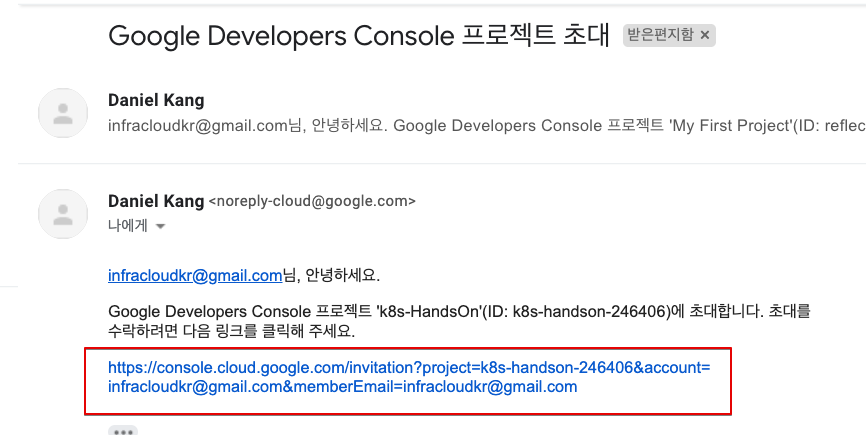 Google Developers Console 프로젝트 초대 받은편지함 ×
Daniel Kang
infracloudkr@gmail.com님, 안녕하세요. Google Developers Console 프로젝트 'My First Project'(ID: reflec
Daniel Kang <noreply-cloud@google.com>
나에게
infracloudkr@gmail.com님, 안녕하세요.
Google Developers Console 프로젝트 'k8s-HandsOn'(ID: k8s-handson-246406)에 초대합니다. 초대를
수락하려면 다음 링크를 클릭해 주세요.
https://console.cloud.google.com/invitation?project=k8s-handson-246406&account=
infracloudkr@gmail.com&memberEmail=infracloudkr@gmail.com